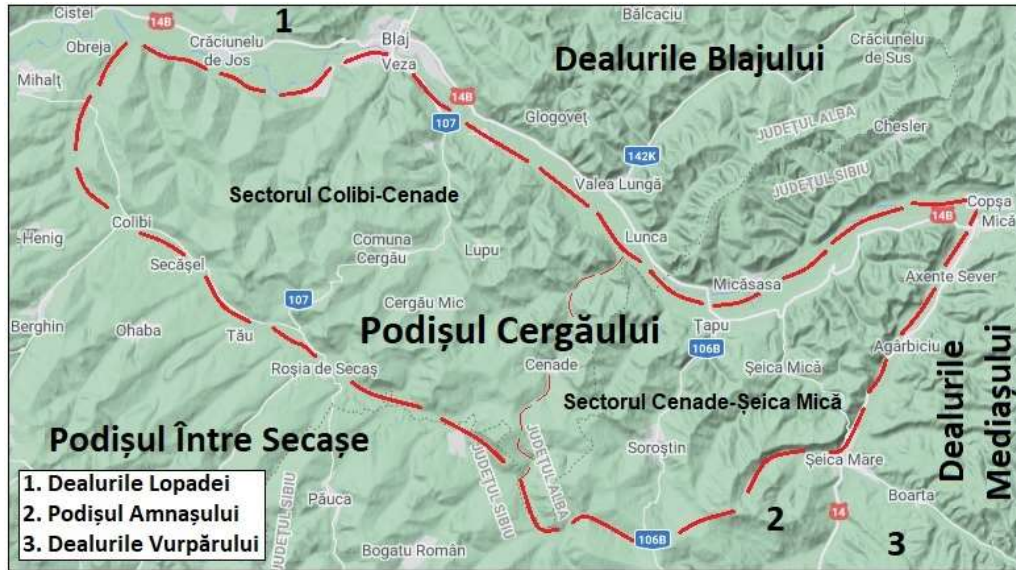 Cistei
14B
1
Bălcaciu
Obreja
Crăciunelu
de Jos
Blaj
Veza
Dealurile Blajului
Crăciunelu
de Sus
Mihalț
14B
107
Glogoveț
JUDEȚUL ALBA
Chesler
142K
JUDEȚUL SIBIU
Valea Lungă
Sectorul Colibi-Cenade
Copșa
Mică
14B
Colibi
Henig
Comuna
Cergău
Lupu
Lunca
Secășel
Micăsasa
Axente Sever
107
Cergău Mic
Podișul Cergăului
Berghin
Ohaba
Tău
Țapu
106B
Agârbiciu
Roșia de Secaș
Cenade
Șeica Mică
Dealurile
Mediașului
Sectorul Cenade-Șeica Mică
Podișul Între Secașe
JUDEȚUL SIBIU
JUDEȚUL ALBA
Soroștin
Șeica Mare
1. Dealurile Lopadei
2. Podișul Amnașului
3. Dealurile Vurpărului
JUDEȚUL SIBIU
Păuca
Boarta
2
14
3
106B
Bogatu Român